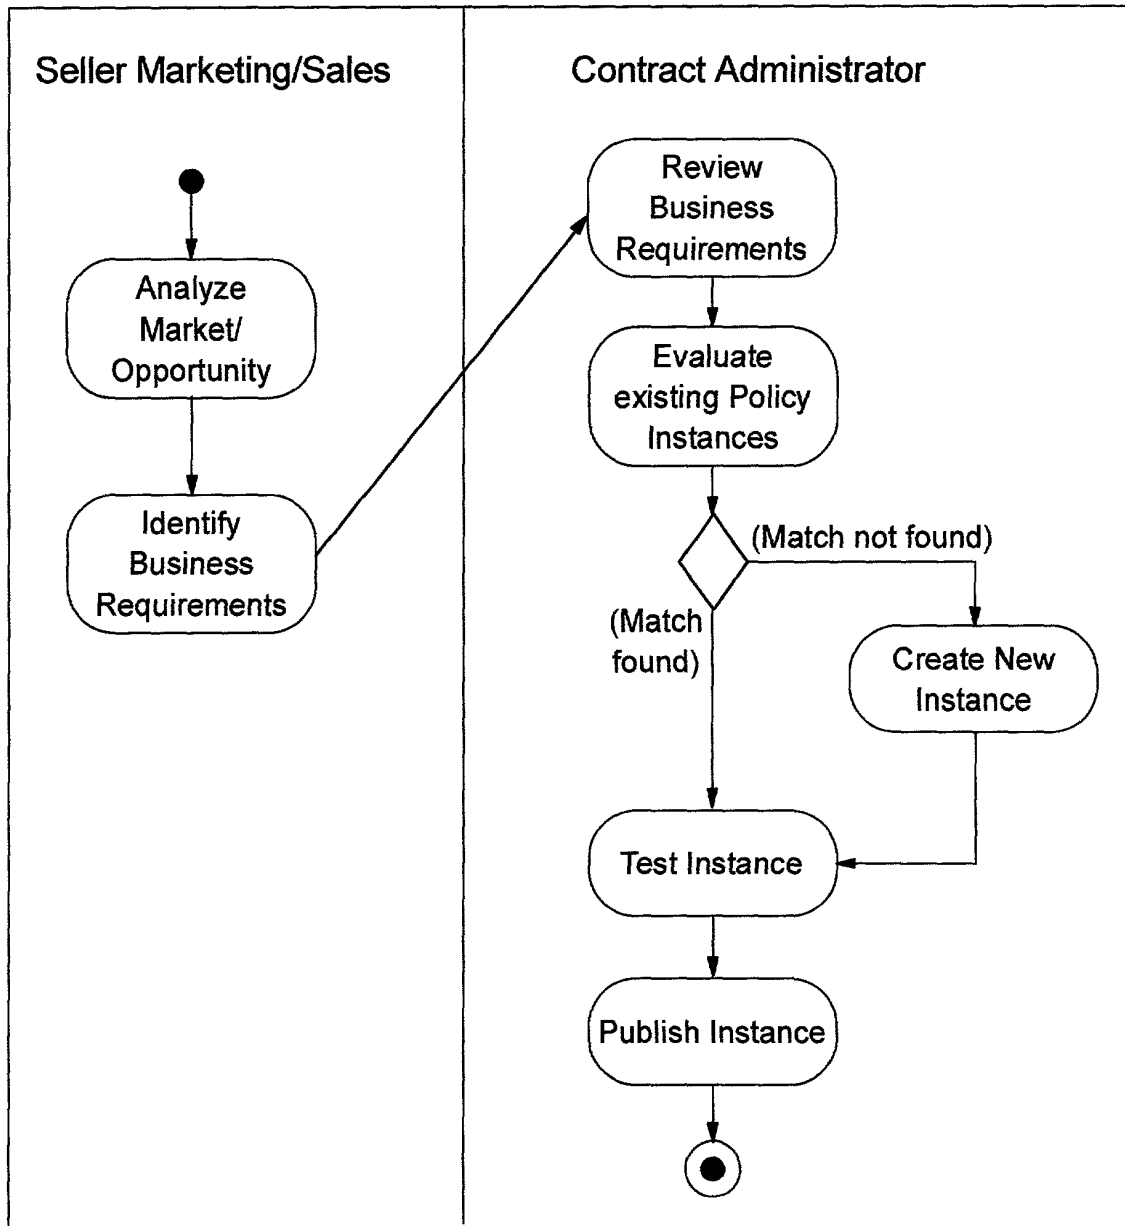 Seller Marketing/Sales
Contract Administrator
Analyze
Market/
Opportunity
Identify
Business
Requirements
Review
Business
Requirements
Evaluate
existing Policy
Instances
(Match not found)
(Match
found)
Create New
Instance
Test Instance
Publish Instance